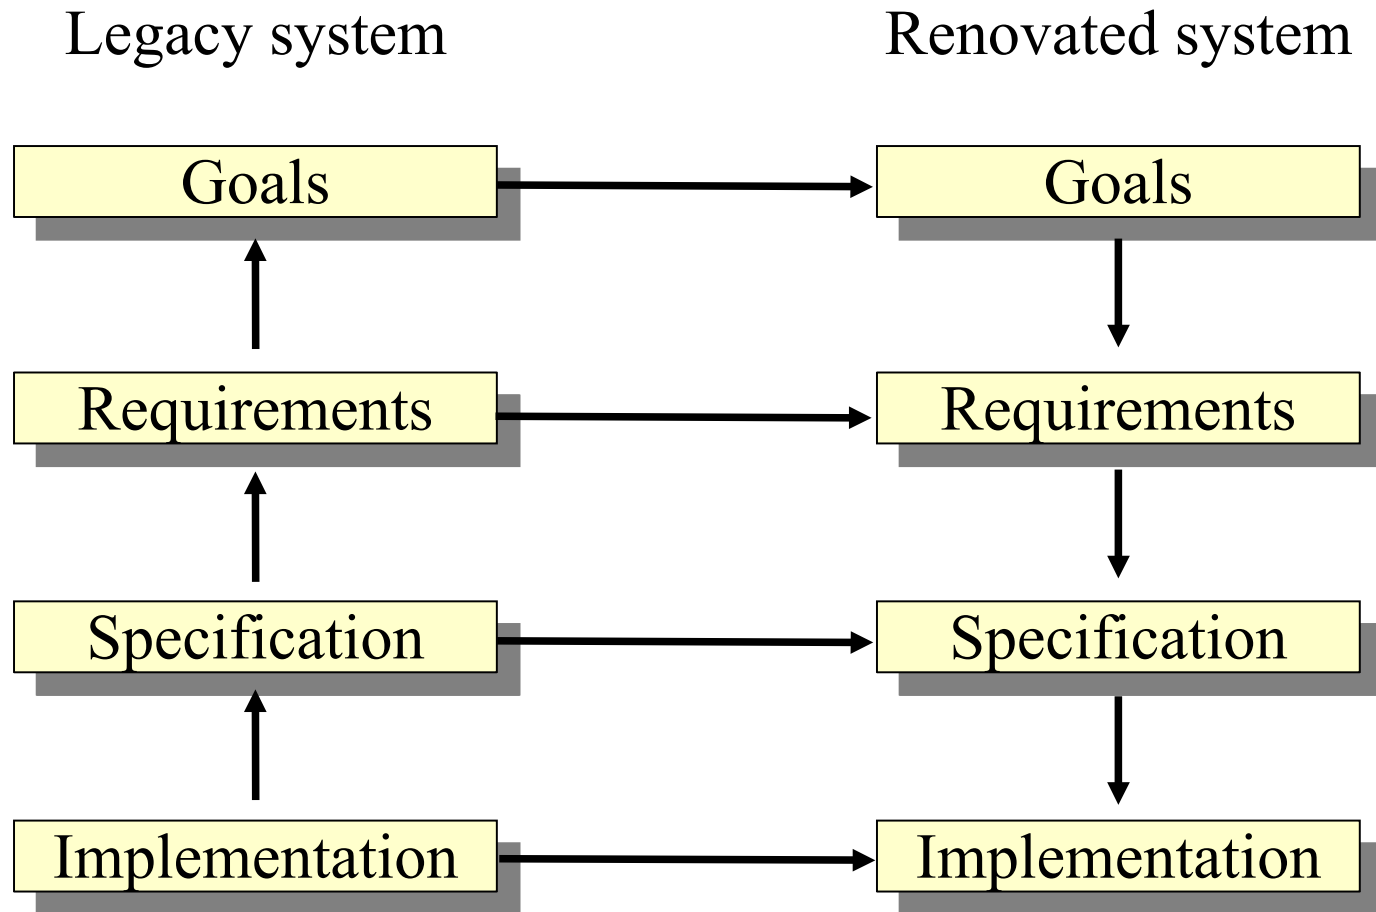 Legacy system
Renovated system
Goals
Goals
Requirements
Requirements
Specification
Specification
Implementation
Implementation